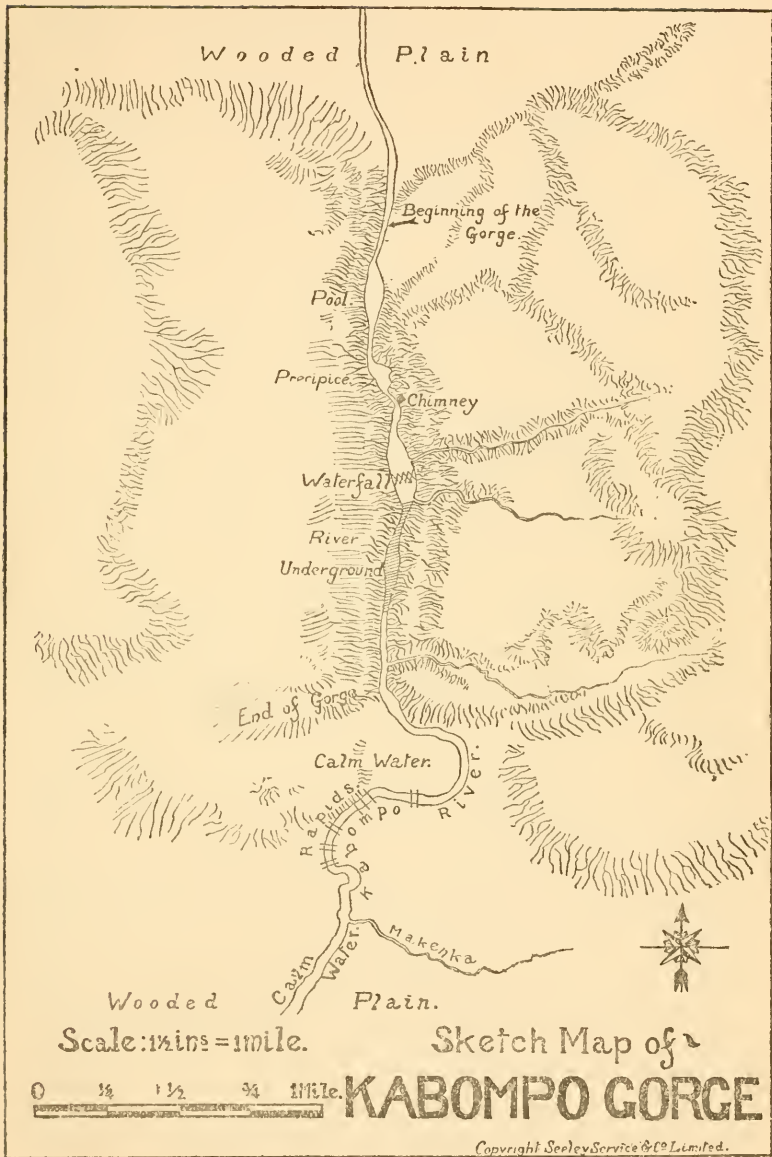 Wooded Plain
Beginning of the
Gorge.
Pool.
Precipice.
Chimney
Waterfall
River
Underground
End of Gorge
Calm Water.
Rapids.
Kabompo River.
Makenka
Calm Water.
Wooded Plain.
Scale: 1½ ins = 1 mile.
Sketch Map of
KABOMPO GORGE
0 ¼ ½ ¾ 1 Mile.
Copyright Seeley Service & Co Limited.